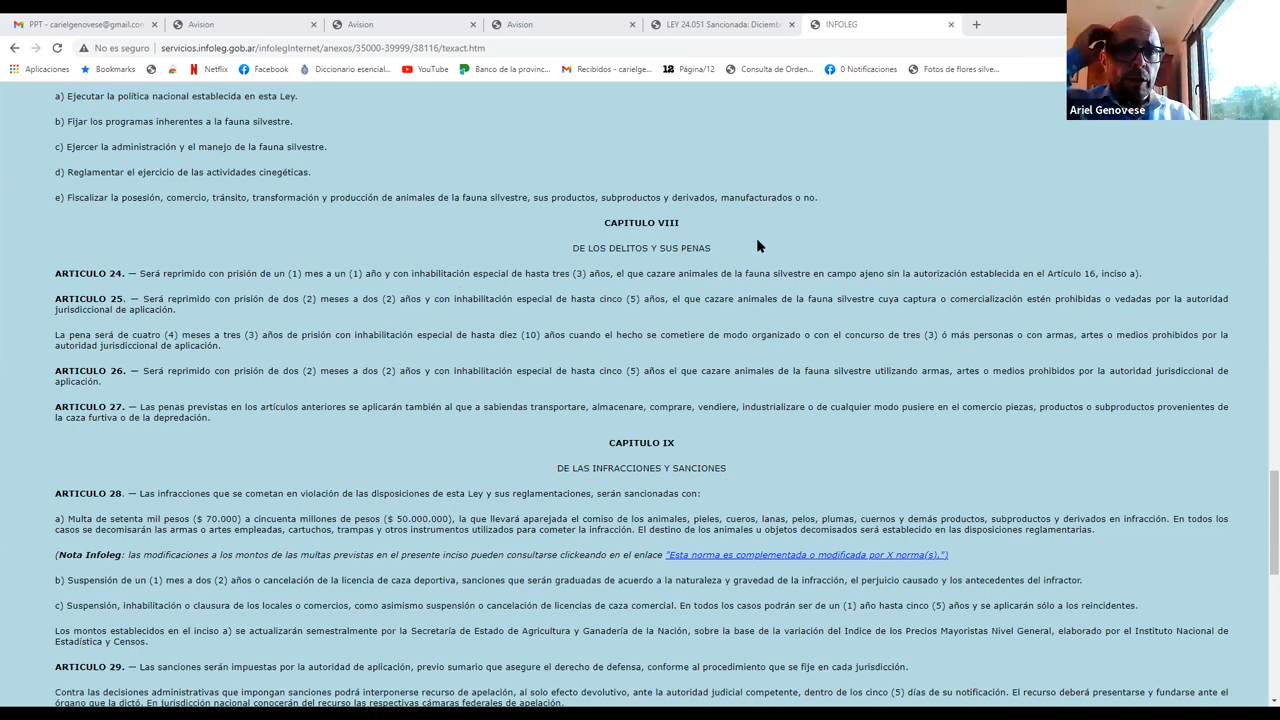 PPT - carielgenovese@gmail.con
Avision
Avision
Avision
LEY 24.051 Sancionada: Diciemb
INFOLEG
No es seguro
servicios.infoleg.gob.ar/infolegInternet/anexos/35000-39999/38116/texact.htm
Aplicaciones
Bookmarks
Netflix
Facebook
Diccionario esencial...
YouTube
Banco de la provinc...
Recibidos - carielge...
12 Página/12
Consulta de Orden...
0 Notificaciones
Fotos de flores silve...
Ariel Genovese
a) Ejecutar la política nacional establecida en esta Ley.
b) Fijar los programas inherentes a la fauna silvestre.
c) Ejercer la administración y el manejo de la fauna silvestre.
d) Reglamentar el ejercicio de las actividades cinegéticas.
e) Fiscalizar la posesión, comercio, tránsito, transformación y producción de animales de la fauna silvestre, sus productos, subproductos y derivados, manufacturados o no.
CAPITULO VIII
DE LOS DELITOS Y SUS PENAS
ARTICULO 24. — Será reprimido con prisión de un (1) mes a un (1) año y con inhabilitación especial de hasta tres (3) años, el que cazare animales de la fauna silvestre en campo ajeno sin la autorización establecida en el Artículo 16, inciso a).
ARTICULO 25. — Será reprimido con prisión de dos (2) meses a dos (2) años y con inhabilitación especial de hasta cinco (5) años, el que cazare animales de la fauna silvestre cuya captura o comercialización estén prohibidas o vedadas por la autoridad
jurisdiccional de aplicación.
La pena será de cuatro (4) meses a tres (3) años de prisión con inhabilitación especial de hasta diez (10) años cuando el hecho se cometiere de modo organizado o con el concurso de tres (3) ó más personas o con armas, artes o medios prohibidos por la
autoridad jurisdiccional de aplicación.
ARTICULO 26. — Será reprimido con prisión de dos (2) meses a dos (2) años y con inhabilitación especial de hasta cinco (5) años el que cazare animales de la fauna silvestre utilizando armas, artes o medios prohibidos por la autoridad jurisdiccional de
aplicación.
ARTICULO 27. — Las penas previstas en los artículos anteriores se aplicarán también al que a sabiendas transportare, almacenare, comprare, vendiere, industrializare o de cualquier modo pusiere en el comercio piezas, productos o subproductos provenientes de
la caza furtiva o de la depredación.
CAPITULO IX
DE LAS INFRACCIONES Y SANCIONES
ARTICULO 28. — Las infracciones que se cometan en violación de las disposiciones de esta Ley y sus reglamentaciones, serán sancionadas con:
a) Multa de setenta mil pesos ($ 70.000) a cincuenta millones de pesos ($ 50.000.000), la que llevará aparejada el comiso de los animales, pieles, cueros, lanas, pelos, plumas, cuernos y demás productos, subproductos y derivados en infracción. En todos los
casos se decomisarán las armas o artes empleadas, cartuchos, trampas y otros instrumentos utilizados para cometer la infracción. El destino de los animales u objetos decomisados será establecido en las disposiciones reglamentarias.
(Nota Infoleg: las modificaciones a los montos de las multas previstas en el presente inciso pueden consultarse clickeando en el enlace "Esta norma es complementada o modificada por X norma(s).")
b) Suspensión de un (1) mes a dos (2) años o cancelación de la licencia de caza deportiva, sanciones que serán graduadas de acuerdo a la naturaleza y gravedad de la infracción, el perjuicio causado y los antecedentes del infractor.
c) Suspensión, inhabilitación o clausura de los locales o comercios, como asimismo suspensión o cancelación de licencias de caza comercial. En todos los casos podrán ser de un (1) año hasta cinco (5) años y se aplicarán sólo a los reincidentes.
Los montos establecidos en el inciso a) se actualizarán semestralmente por la Secretaría de Estado de Agricultura y Ganadería de la Nación, sobre la base de la variación del Indice de los Precios Mayoristas Nivel General, elaborado por el Instituto Nacional de
Estadística y Censos.
ARTICULO 29. — Las sanciones serán impuestas por la autoridad de aplicación, previo sumario que asegure el derecho de defensa, conforme al procedimiento que se fije en cada jurisdicción.
Contra las decisiones administrativas que impongan sanciones podrá interponerse recurso de apelación, al solo efecto devolutivo, ante la autoridad judicial competente, dentro de los cinco (5) días de su notificación. El recurso deberá presentarse y fundarse ante el
órgano que la dictó. En jurisdicción nacional conocerán del recurso las respectivas cámaras federales de apelación.